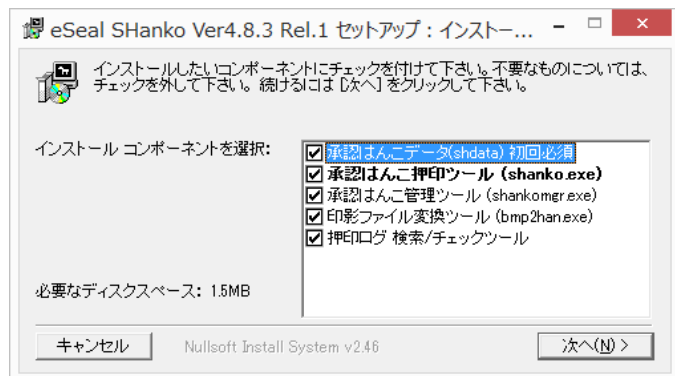 eSeal SHanko Ver4.8.3 Rel.1 セットアップ：インストー...
インストールしたいコンポーネントにチェックを付けて下さい。不要なものについては、
チェックを外して下さい。 続けるには [次へ] をクリックして下さい。
インストール コンポーネントを選択:
承認はんこデータ(shdata) 初回必須
承認はんこ押印ツール (shanko.exe)
承認はんこ管理ツール (shankomgr.exe)
印影ファイル変換ツール (bmp2han.exe)
押印ログ 検索/チェックツール
必要なディスクスペース: 1.5MB
キャンセル
Nullsoft Install System v2.46
次へ(N) >